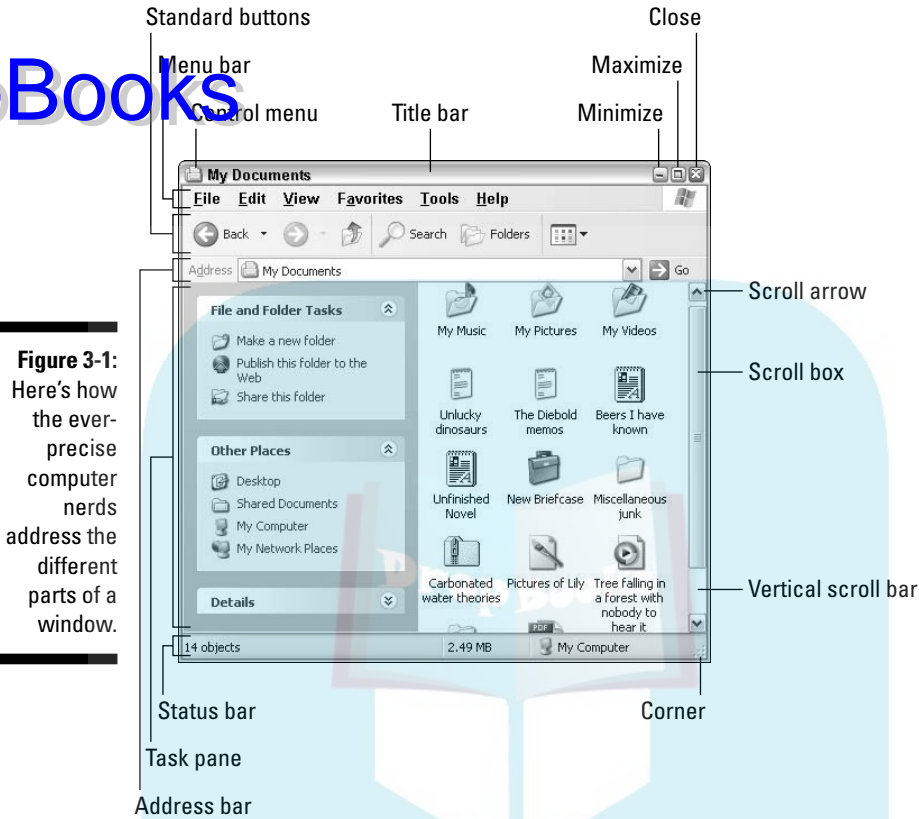 Standard buttons
Close
Menu bar
Maximize
Books
Control menu
Title bar
Minimize
My Documents
File Edit View Favorites Tools Help
Back Search Folders
Address My Documents Go
Scroll arrow
File and Folder Tasks
Make a new folder
Publish this folder to the
Web
Share this folder
My Music My Pictures My Videos
Scroll box
Unlucky
dinosaurs
The Diebold
memos
Beers I have
known
Figure 3-1:
Here's how
the ever-
precise
computer
nerds
address the
different
parts of a
window.
Other Places
Desktop
Shared Documents
My Computer
My Network Places
Unfinished
Novel
New Briefcase
Miscellaneous
junk
Carbonated
water theories
Pictures of Lily
Tree falling in
a forest with
nobody to
hear it
Details
PDF
Vertical scroll bar
14 objects 2.49 MB My Computer
Status bar
Corner
Task pane
Address bar